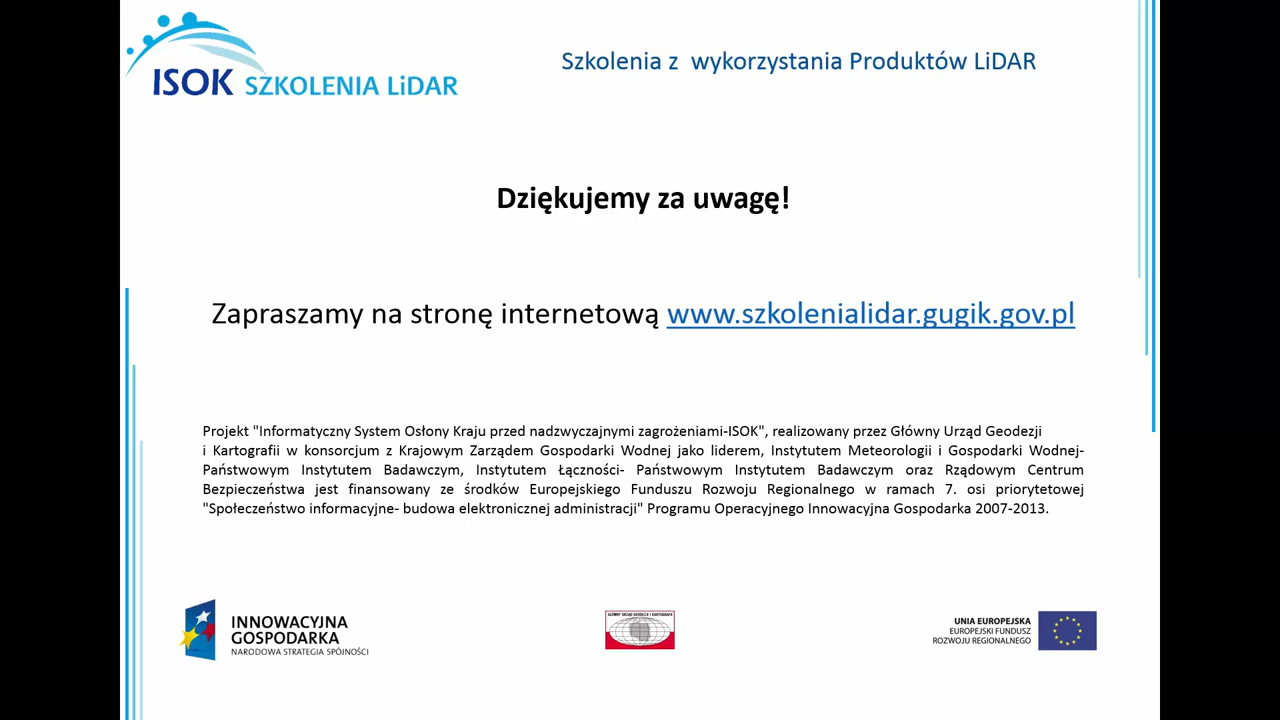 ISOK SZKOLENIA LiDAR
Szkolenia z wykorzystania Produktów LiDAR
Dziękujemy za uwagę!
Zapraszamy na stronę internetową www.szkolenialidar.gugik.gov.pl
Projekt "Informatyczny System Osłony Kraju przed nadzwyczajnymi zagrożeniami-ISOK", realizowany przez Główny Urząd Geodezji
i Kartografii w konsorcjum z Krajowym Zarządem Gospodarki Wodnej jako liderem, Instytutem Meteorologii i Gospodarki Wodnej-
Państwowym Instytutem Badawczym, Instytutem Łączności- Państwowym Instytutem Badawczym oraz Rządowym Centrum
Bezpieczeństwa jest finansowany ze środków Europejskiego Funduszu Rozwoju Regionalnego w ramach 7. osi priorytetowej
"Społeczeństwo informacyjne- budowa elektronicznej administracji" Programu Operacyjnego Innowacyjna Gospodarka 2007-2013.
INNOWACYJNA
GOSPODARKA
NARODOWA STRATEGIA SPÓJNOŚCI
GŁÓWNY URZĄD GEODEZJI I KARTOGRAFII
UNIA EUROPEJSKA
EUROPEJSKI FUNDUSZ
ROZWOJU REGIONALNEGO